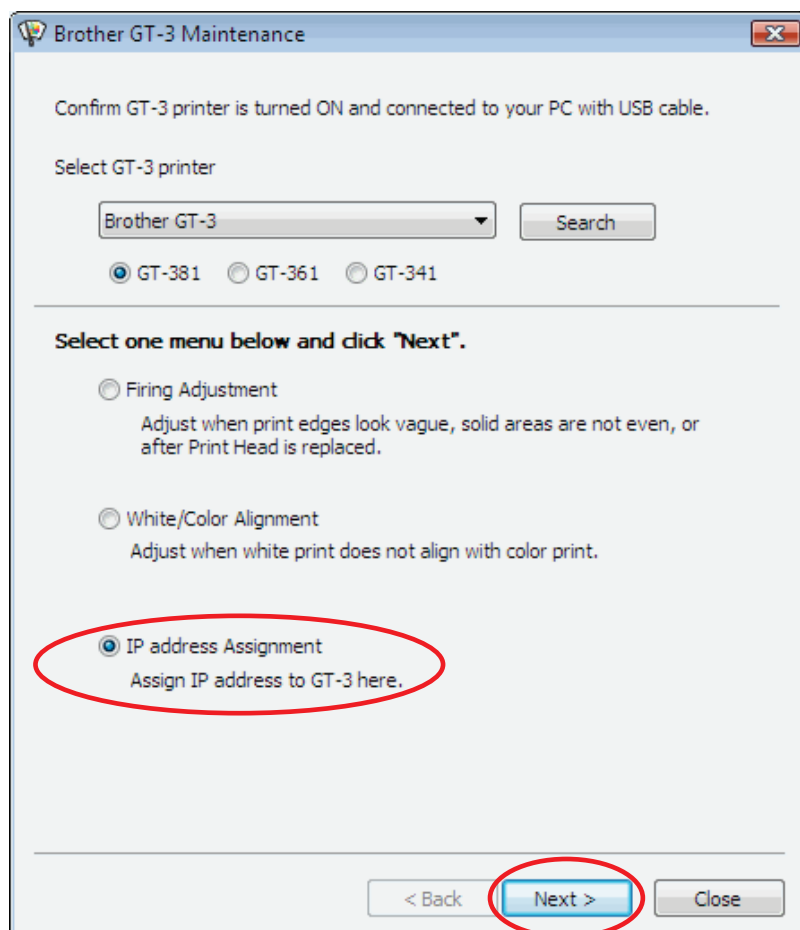 Brother GT-3 Maintenance
Confirm GT-3 printer is turned ON and connected to your PC with USB cable.
Select GT-3 printer
Brother GT-3
Search
GT-381 GT-361 GT-341
Select one menu below and click "Next".
Firing Adjustment
Adjust when print edges look vague, solid areas are not even, or
after Print Head is replaced.
White/Color Alignment
Adjust when white print does not align with color print.
IP address Assignment
Assign IP address to GT-3 here.
< Back Next > Close